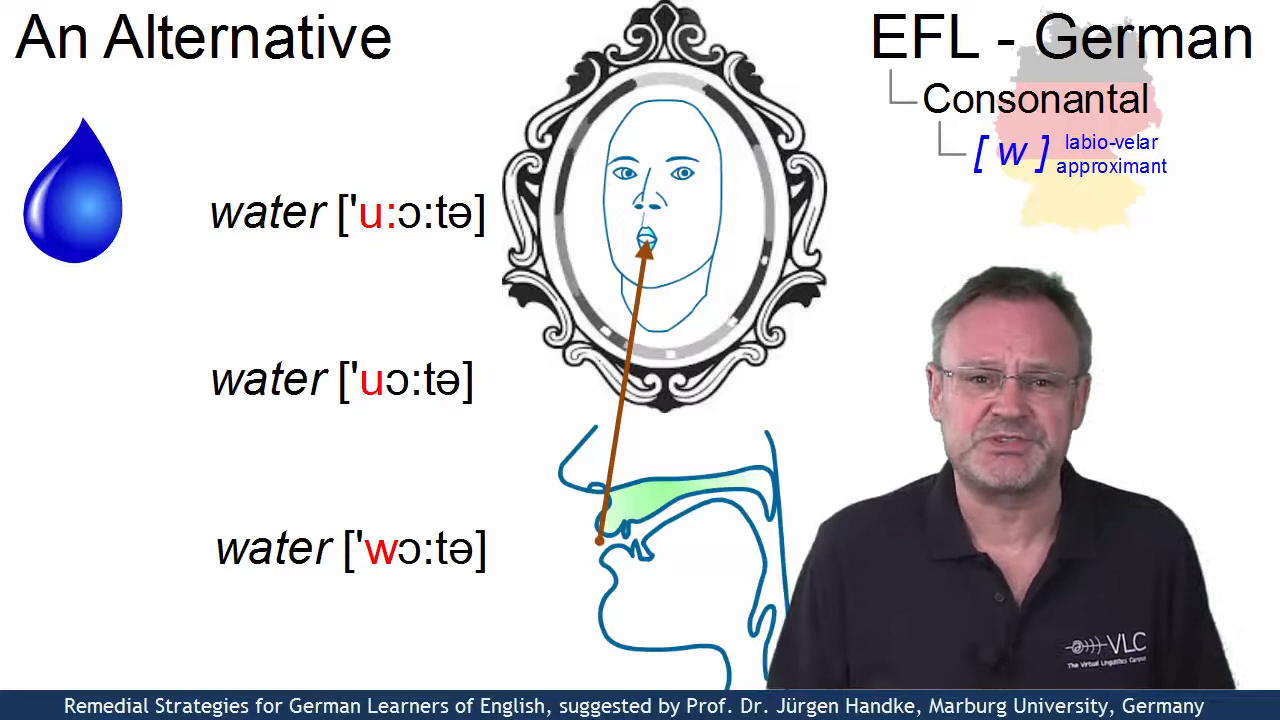 An Alternative
EFL - German
Consonantal
[ w ] labio-velar
approximant
water ['u:ɔ:tə]
water ['uɔ:tə]
water ['wɔ:tə]
VLC
The Virtual Linguistics Campus
Remedial Strategies for German Learners of English, suggested by Prof. Dr. Jürgen Handke, Marburg University, Germany